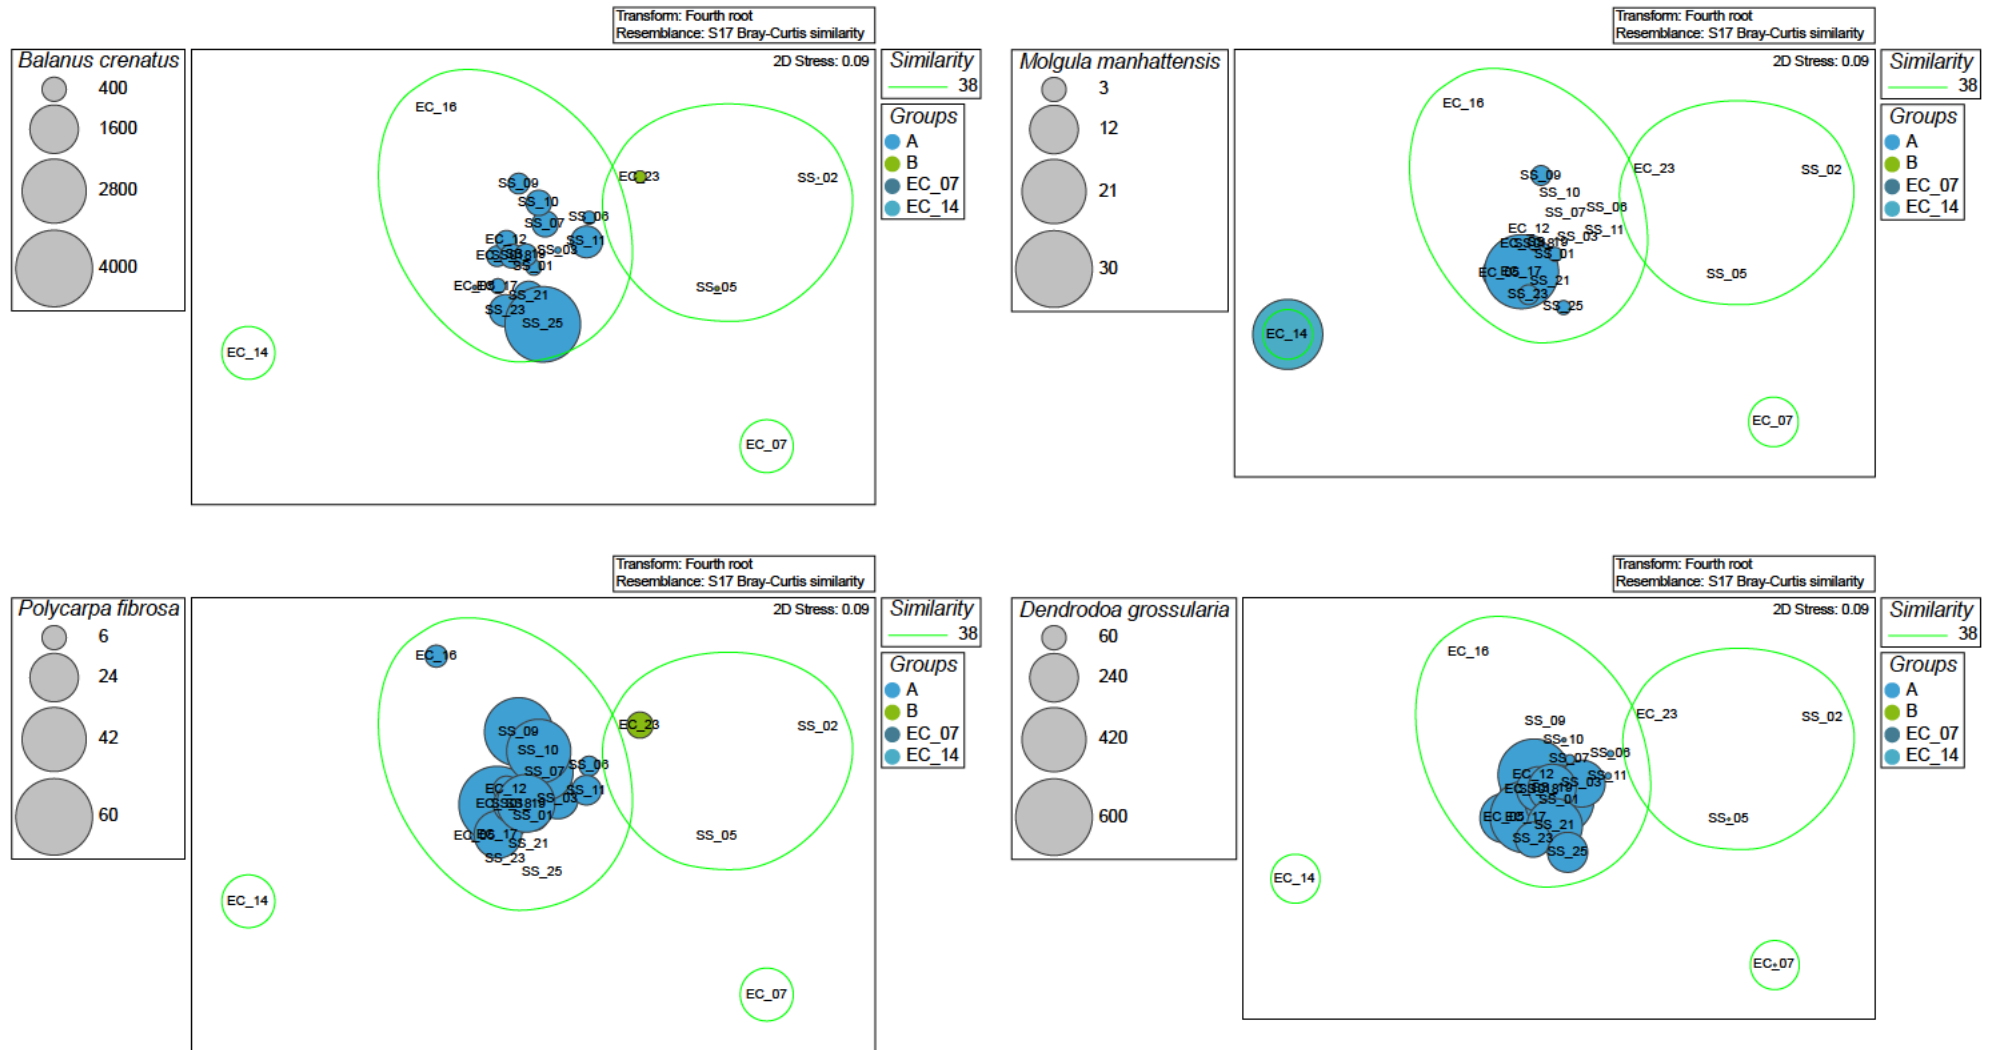 Transform: Fourth root
Resemblance: S17 Bray-Curtis similarity
Balanus crenatus
400
1600
2800
4000
2D Stress: 0.09
Similarity
38
Groups
A
B
EC_07
EC_14
EC_16
SS_09
SS_10
SS_07
SS_06
SS_11
EC_12
SS_03
SS_01
SS_21
SS_23
SS_25
EC_23
SS_02
SS_05
EC_14
EC_07
Transform: Fourth root
Resemblance: S17 Bray-Curtis similarity
Molgula manhattensis
3
12
21
30
2D Stress: 0.09
Similarity
38
Groups
A
B
EC_07
EC_14
EC_16
SS_09
SS_10
SS_07
SS_06
SS_11
EC_12
SS_03
SS_01
SS_21
SS_23
SS_25
EC_23
SS_02
SS_05
EC_14
EC_07
Transform: Fourth root
Resemblance: S17 Bray-Curtis similarity
Polycarpa fibrosa
6
24
42
60
2D Stress: 0.09
Similarity
38
Groups
A
B
EC_07
EC_14
EC_16
SS_09
SS_10
SS_07
SS_06
SS_11
EC_12
SS_03
SS_01
SS_21
SS_23
SS_25
EC_23
SS_02
SS_05
EC_14
EC_07
Transform: Fourth root
Resemblance: S17 Bray-Curtis similarity
Dendrodoa grossularia
60
240
420
600
2D Stress: 0.09
Similarity
38
Groups
A
B
EC_07
EC_14
EC_16
SS_09
SS_10
SS_07
SS_06
SS_11
EC_12
SS_03
SS_01
SS_21
SS_23
SS_25
EC_23
SS_02
SS_05
EC_14
EC_07